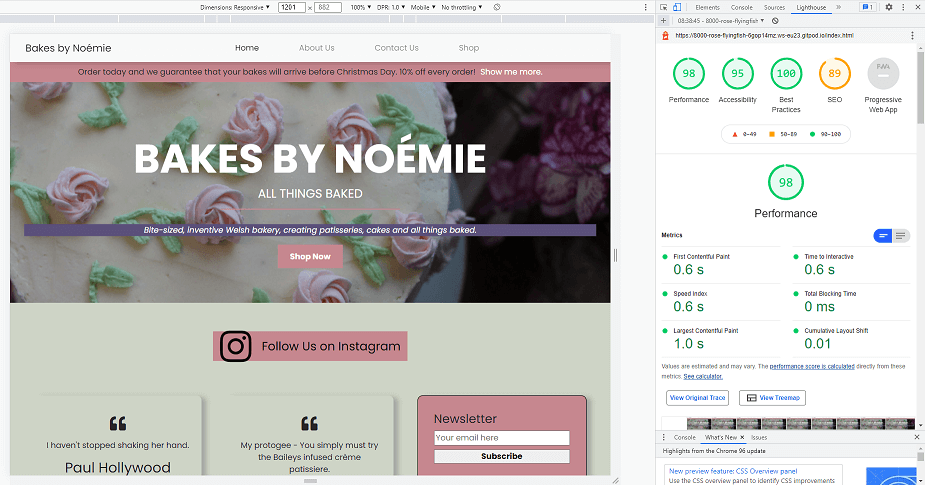 Dimensions: Responsive ▼ 1201 × 882 100% ▼ DPR: 1.0 ▼ Mobile ▼ No throttling ▼
Elements Console Sources Lighthouse » 1
08:38:45 - 8000-rose-flyingfish- ▼
https://8000-rose-flyingfish-6gop14mz.ws-eu23.gitpod.io/index.html
Bakes by Noémie Home About Us Contact Us Shop
Order today and we guarantee that your bakes will arrive before Christmas Day. 10% off every order! Show me more.
BAKES BY NOÉMIE
ALL THINGS BAKED
Bite-sized, inventive Welsh bakery, creating patisseries, cakes and all things baked.
Shop Now
Follow Us on Instagram
❝
I haven't stopped shaking her hand.
Paul Hollywood
❝
My protogee - You simply must try
the Baileys infused crème
patissiere.
Newsletter
Your email here
Subscribe
98 95 100 89 PWA
Performance Accessibility Best Practices SEO Progressive Web App
0-49 50-89 90-100
98
Performance
Metrics
First Contentful Paint Time to Interactive
0.6 s 0.6 s
Speed Index Total Blocking Time
0.6 s 0 ms
Largest Contentful Paint Cumulative Layout Shift
1.0 s 0.01
Values are estimated and may vary. The performance score is calculated directly from these
metrics. See calculator.
View Original Trace View Treemap
Console What's New × Issues
Highlights from the Chrome 96 update
New preview feature: CSS Overview panel
Use the CSS overview panel to identify CSS improvements